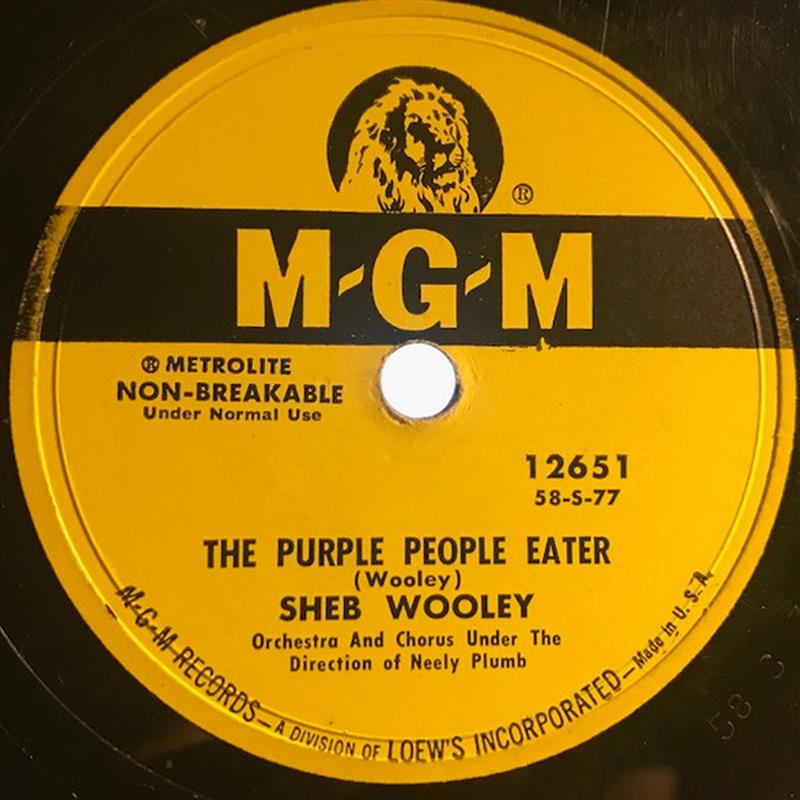 ®
M-G-M
® METROLITE
NON-BREAKABLE
Under Normal Use
12651
58-S-77
THE PURPLE PEOPLE EATER
(Wooley)
SHEB WOOLEY
Orchestra And Chorus Under The
Direction of Neely Plumb
M-G-M RECORDS—A DIVISION OF LOEW'S INCORPORATED—Made in U.S.A.